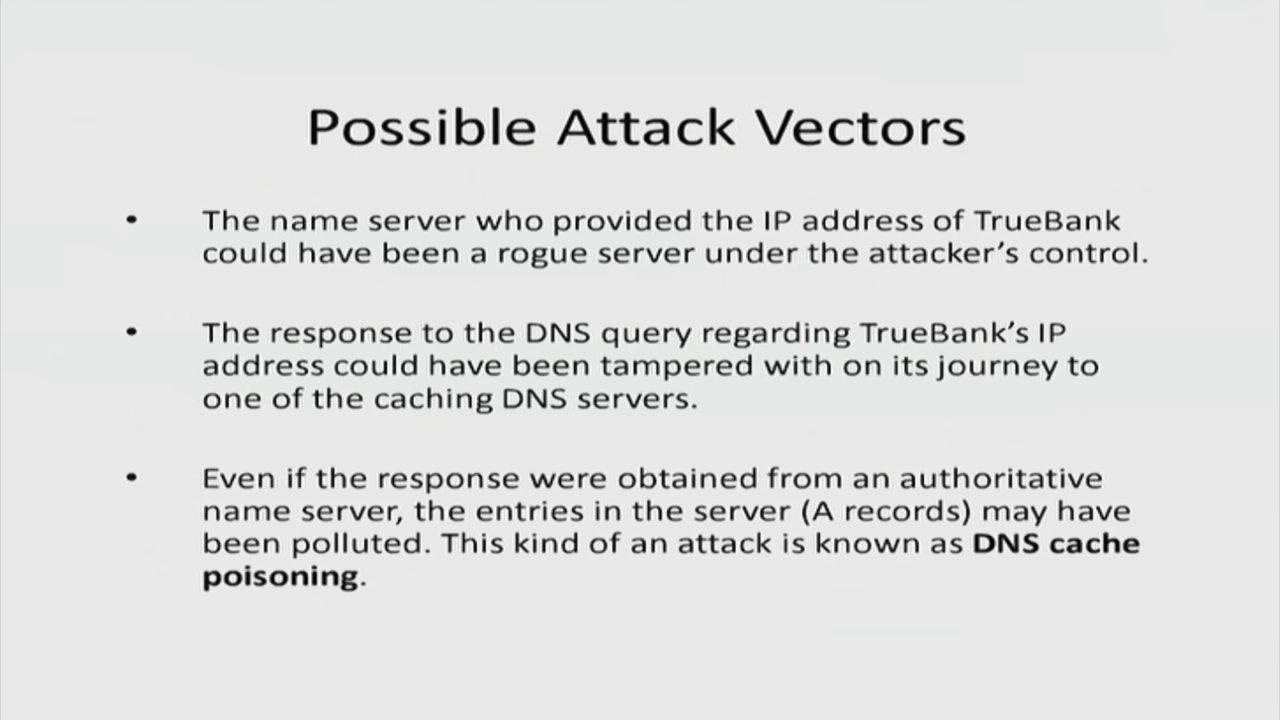 Possible Attack Vectors
• The name server who provided the IP address of TrueBank
could have been a rogue server under the attacker’s control.
• The response to the DNS query regarding TrueBank’s IP
address could have been tampered with on its journey to
one of the caching DNS servers.
• Even if the response were obtained from an authoritative
name server, the entries in the server (A records) may have
been polluted. This kind of an attack is known as DNS cache
poisoning.